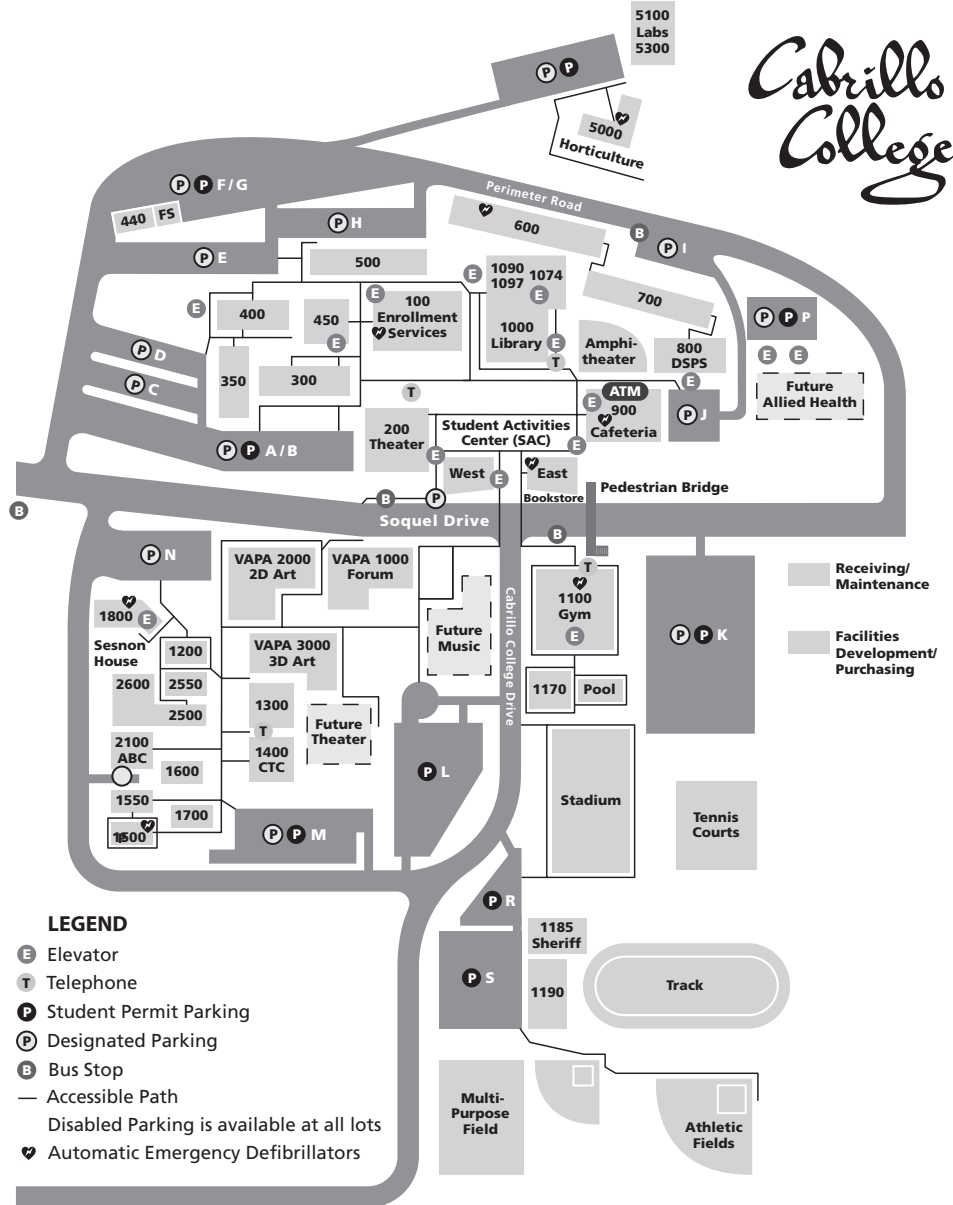 5100
Labs
5300
Cabrillo
College
P P
5000
Horticulture
Perimeter Road
P P F/G
440 FS
P H
600
B
P I
P E
500
E
1090 1074
1097
E
700
E
400
450
E
E
100
Enrollment
Services
1000
Library
E
T
Amphi-
theater
800
DSPS
E
P P P
E E
Future
Allied Health
P D
P C
350
300
T
ATM
E
900
Cafeteria
P J
P P A/B
200
Theater
Student Activities
Center (SAC)
E
E
West
E
East
Bookstore
Pedestrian Bridge
B
B
P
Soquel Drive
B
P N
VAPA 2000
2D Art
VAPA 1000
Forum
T
1100
Gym
E
P P K
Receiving/
Maintenance
Facilities
Development/
Purchasing
1800 E
Sesnon
House
1200
VAPA 3000
3D Art
Future
Music
Cabrillo College Drive
2600
2550
2500
1300
T
1400
CTC
Future
Theater
1170
Pool
2100
ABC
1600
1550
1700
1500
P
P L
Stadium
Tennis
Courts
P P M
P R
1185
Sheriff
P S
1190
Track
Multi-
Purpose
Field
Athletic
Fields
LEGEND
E Elevator
T Telephone
P Student Permit Parking
P Designated Parking
B Bus Stop
Accessible Path
Disabled Parking is available at all lots
Automatic Emergency Defibrillators